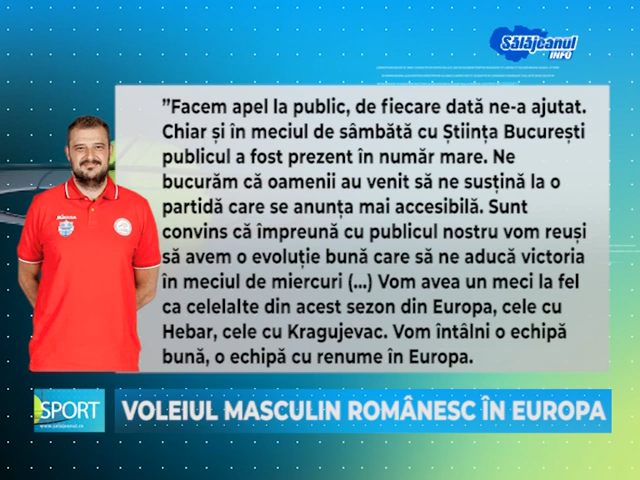 Sălăjeanul
INFO
”Facem apel la public, de fiecare dată ne-a ajutat.
Chiar și în meciul de sâmbătă cu Știința București
publicul a fost prezent în număr mare. Ne
bucurăm că oamenii au venit să ne susțină la o
partidă care se anunța mai accesibilă. Sunt
convins că împreună cu publicul nostru vom reuși
să avem o evoluție bună care să ne aducă victoria
în meciul de miercuri (...) Vom avea un meci la fel
ca celelalte din acest sezon din Europa, cele cu
Hebar, cele cu Kragujevac. Vom întâlni o echipă
bună, o echipă cu renume în Europa.
SPORT
www.salajeanul.ro
VOLEIUL MASCULIN ROMÂNESC ÎN EUROPA